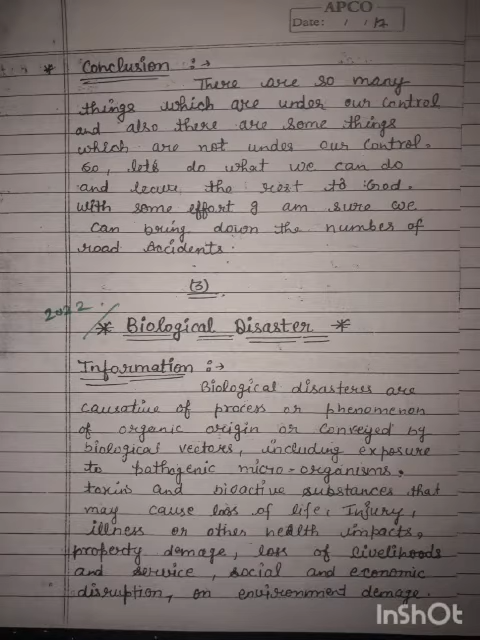 APCO
Date: / /
* Conclusion :→
There are so many
things which are under our control
and also there are some things
which are not under our control.
So, let's do what we can do
and leave the rest to God.
With some effort I am sure we
can bring down the number of
road Accidents.
(3)
2022
* Biological Disaster *
Information :→
Biological disasteres are
causative of process or phenomenon
of organic origin or conveyed by
biological vectors, including exposure
to pathogenic micro-organisms,
toxins and bioactive substances that
may cause loss of life, Injury,
illness or other health impacts,
property demage, loss of livelihoods
and service, social and economic
disruption, or environment demage.
InShOt